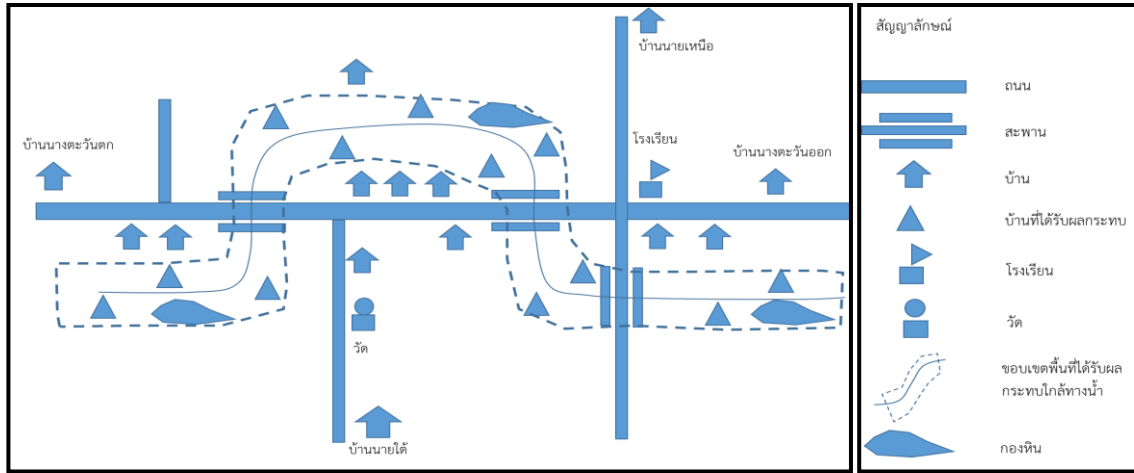 บ้านนายเหนือ
โรงเรียน
บ้านนางตะวันตก
บ้านนางตะวันออก
วัด
บ้านนายใต้
สัญญาลักษณ์
ถนน
สะพาน
บ้าน
บ้านที่ได้รับผลกระทบ
โรงเรียน
วัด
ขอบเขตพื้นที่ได้รับผล
กระทบใกล้ทางน้ำ
กองหิน